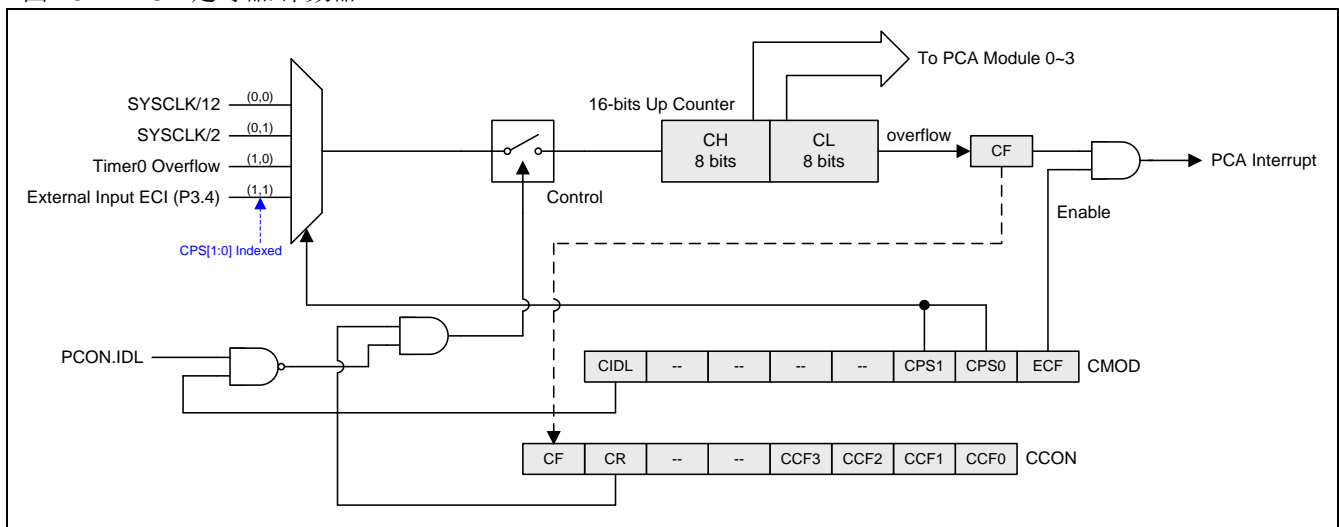 To PCA Module 0~3
16-bits Up Counter
SYSCLK/12 (0,0)
SYSCLK/2 (0,1)
Timer0 Overflow (1,0)
External Input ECI (P3.4) (1,1)
CPS[1:0] Indexed
Control
CH
8 bits
CL
8 bits
overflow
CF
PCA Interrupt
Enable
PCON.IDL
CIDL -- -- -- -- CPS1 CPS0 ECF CMOD
CF CR -- -- CCF3 CCF2 CCF1 CCF0 CCON